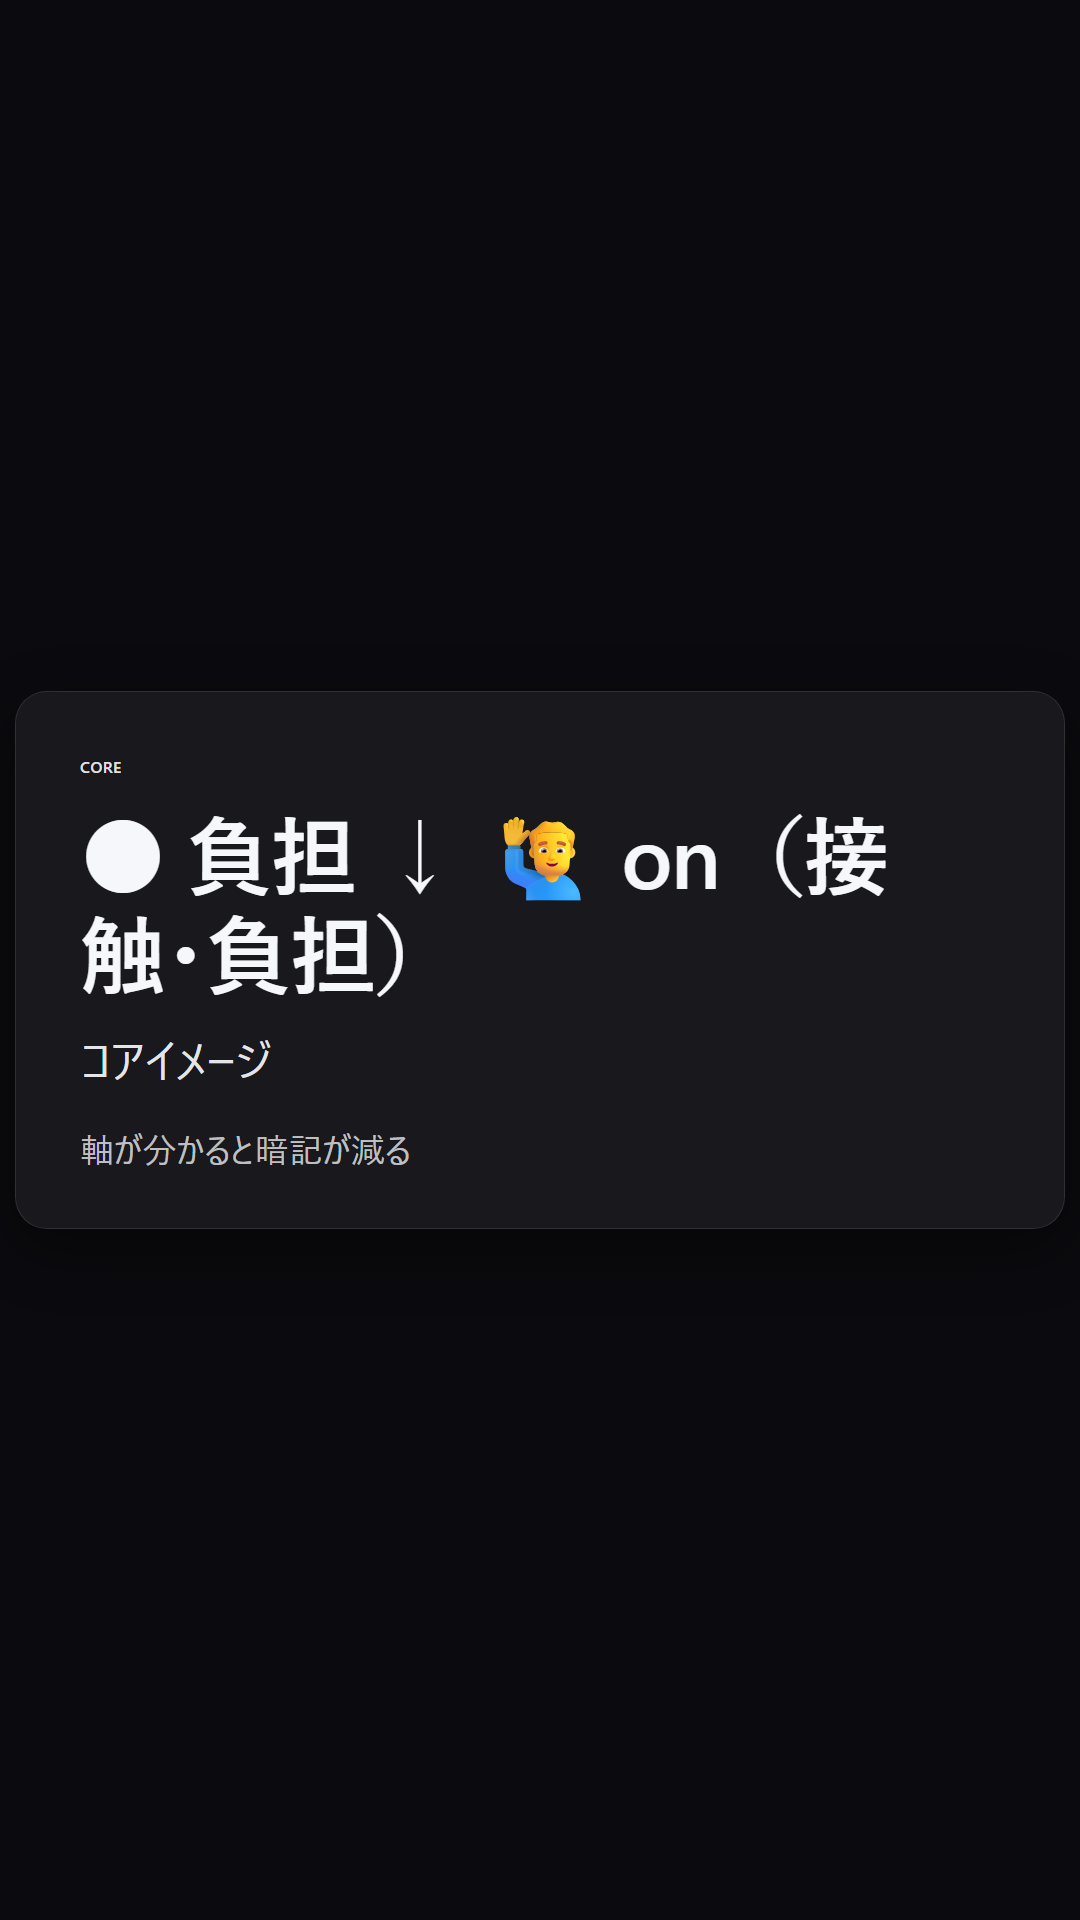 CORE
● 負担 ↓ 🙋‍♂️ on（接
触・負担）
コアイメージ
軸が分かると暗記が減る